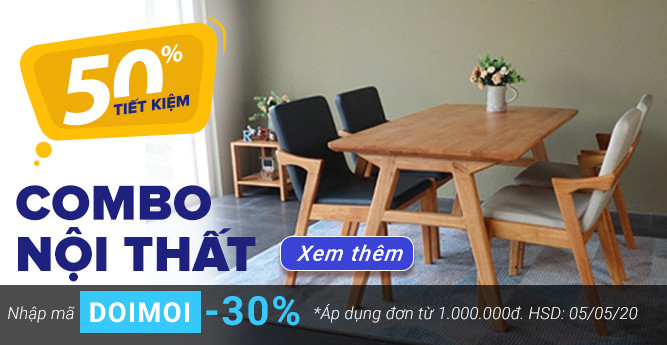 50%
TIẾT KIỆM
COMBO
NỘI THẤT
Xem thêm
Nhập mã DOIMOI -30% *Áp dụng đơn từ 1.000.000đ. HSD: 05/05/20